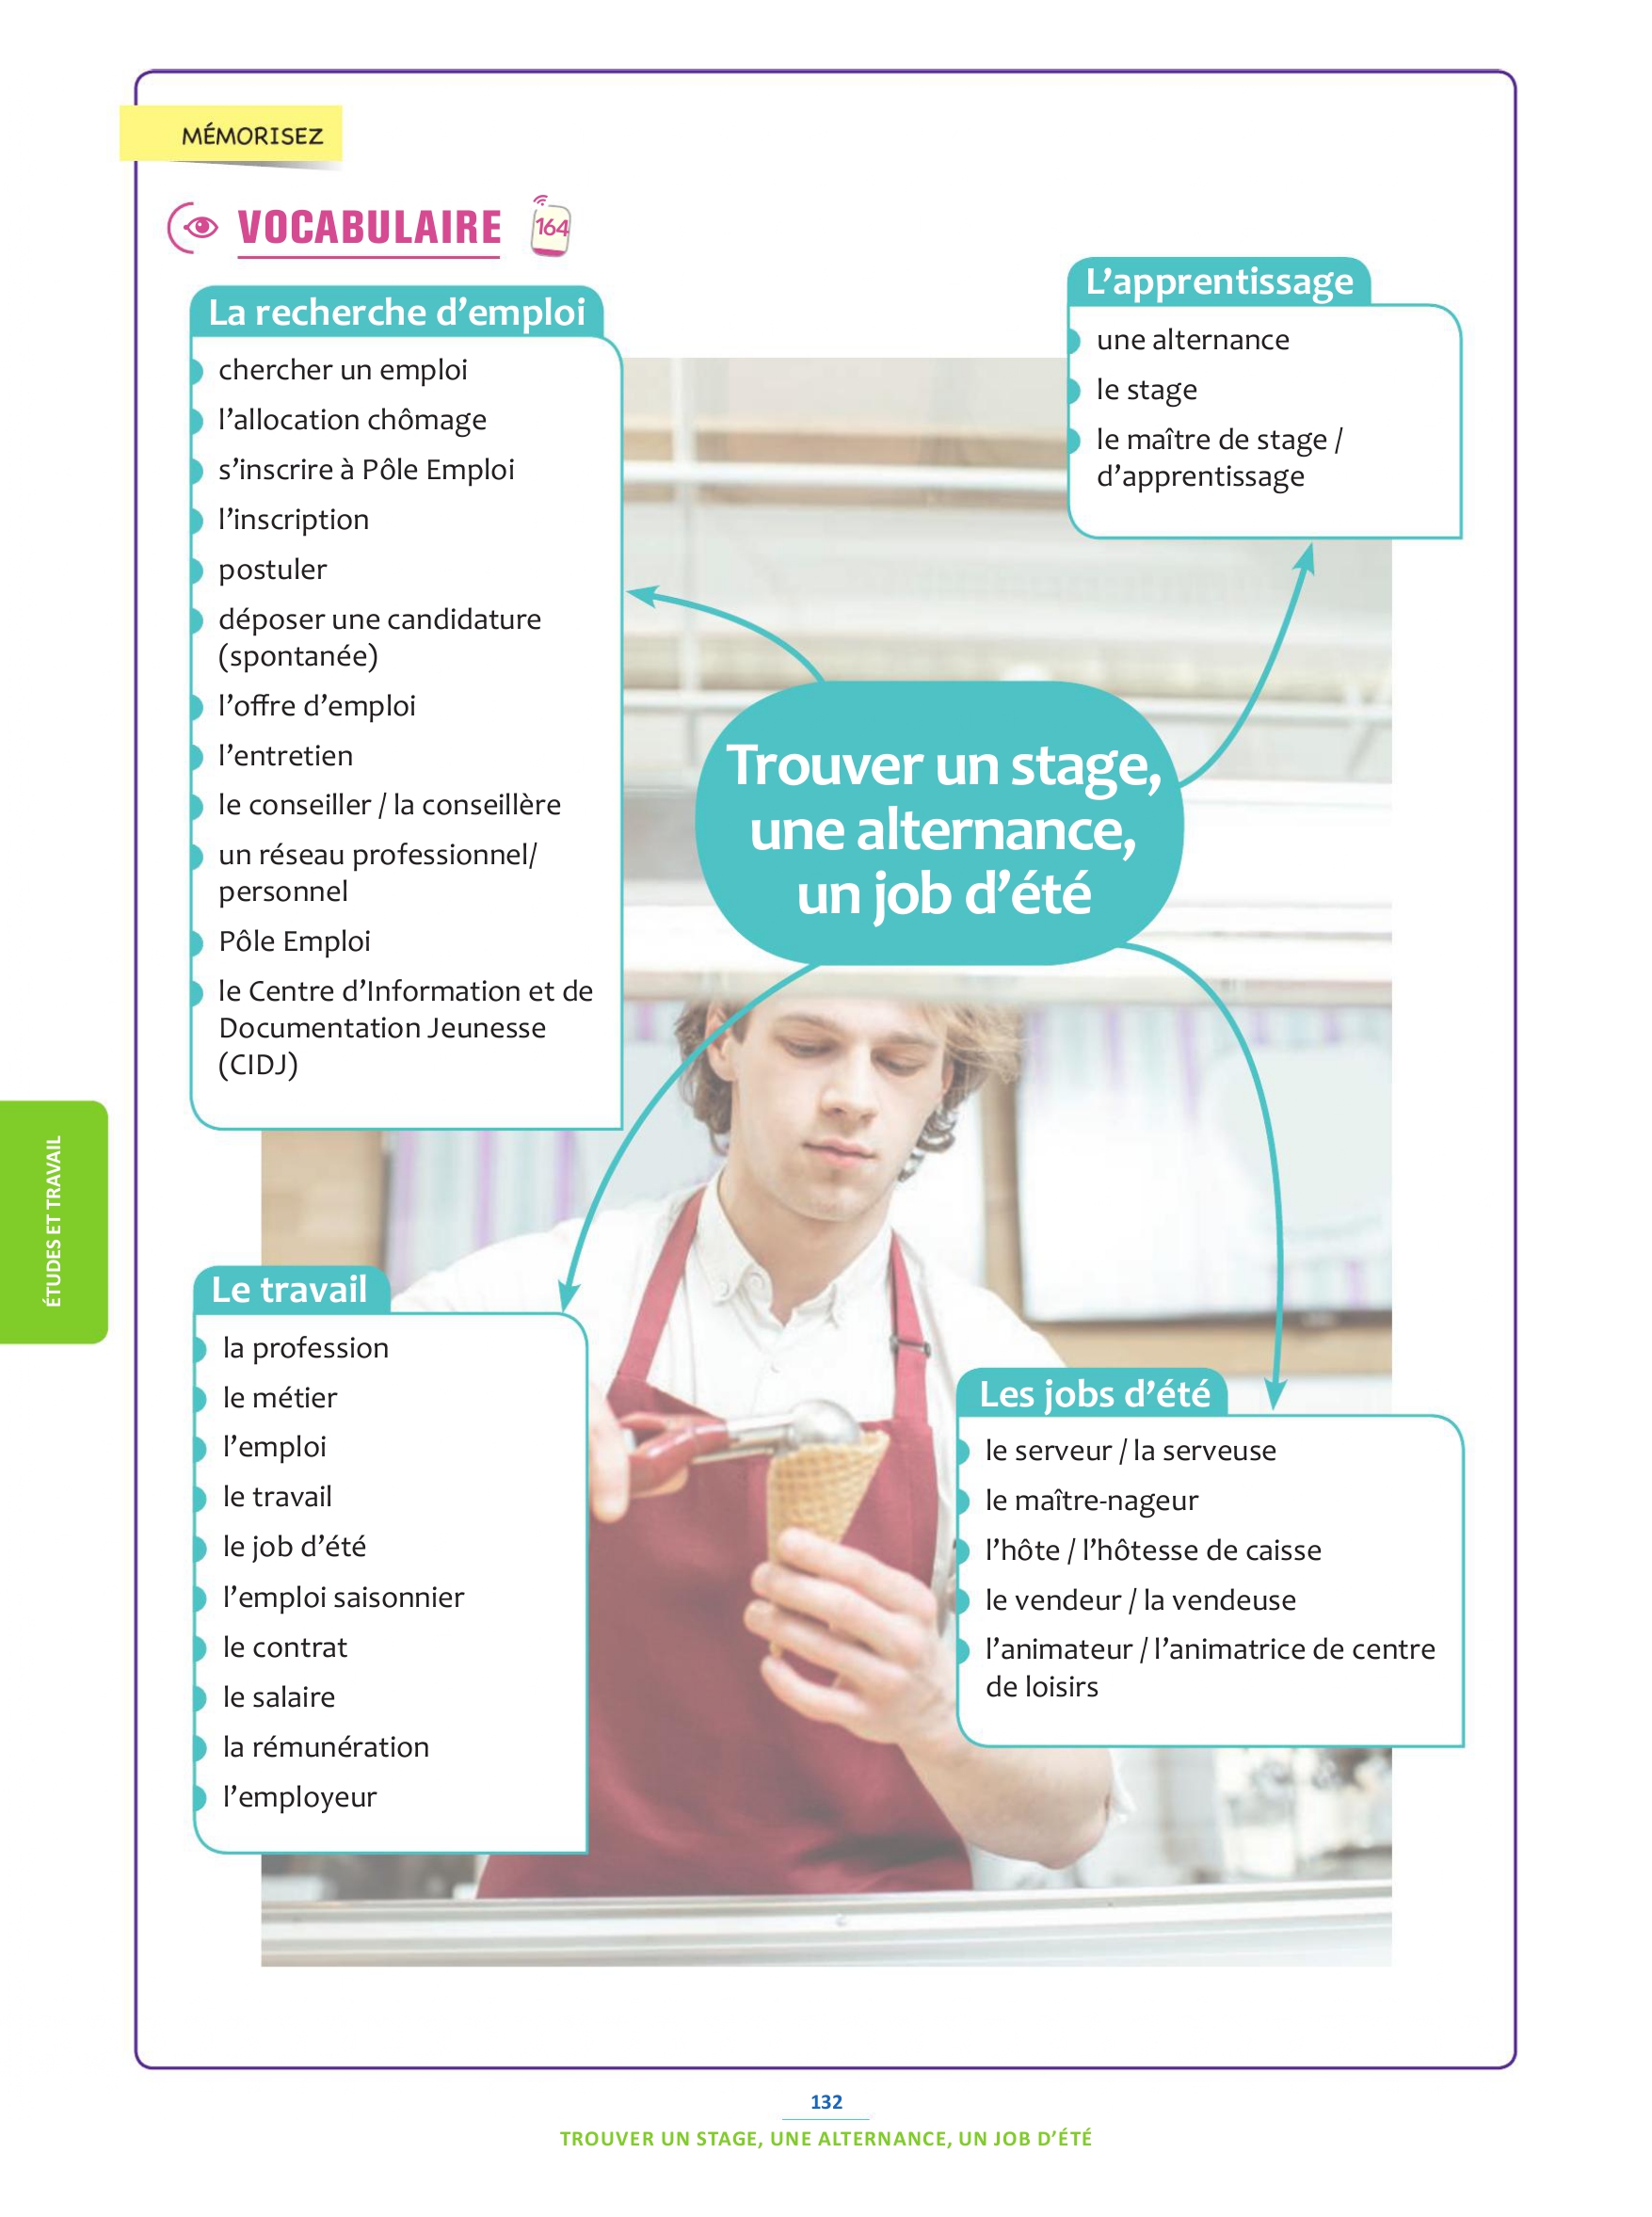 MÉMORISEZ
VOCABULAIRE
164
La recherche d’emploi
chercher un emploi
l’allocation chômage
s’inscrire à Pôle Emploi
l’inscription
postuler
déposer une candidature
(spontanée)
l’offre d’emploi
l’entretien
le conseiller / la conseillère
un réseau professionnel/
personnel
Pôle Emploi
le Centre d’Information et de
Documentation Jeunesse
(CIDJ)
L’apprentissage
une alternance
le stage
le maître de stage /
d’apprentissage
Trouver un stage,
une alternance,
un job d’été
Le travail
la profession
le métier
l’emploi
le travail
le job d’été
l’emploi saisonnier
le contrat
le salaire
la rémunération
l’employeur
Les jobs d’été
le serveur / la serveuse
le maître-nageur
l’hôte / l’hôtesse de caisse
le vendeur / la vendeuse
l’animateur / l’animatrice de centre
de loisirs
ÉTUDES ET TRAVAIL
132
TROUVER UN STAGE, UNE ALTERNANCE, UN JOB D’ÉTÉ